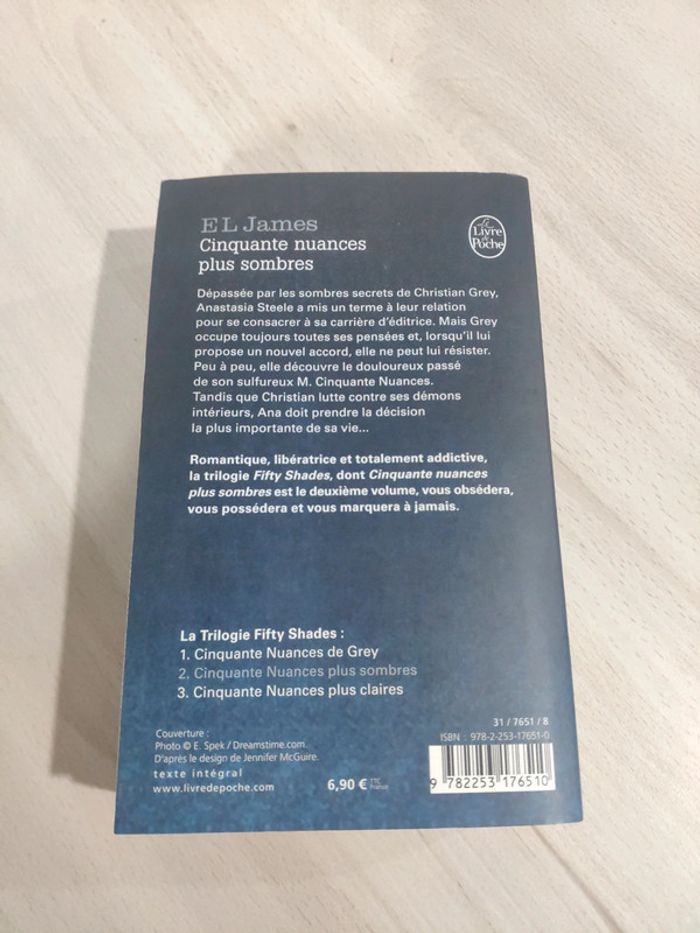 E L James
Cinquante nuances
plus sombres
Le
Livre
de
Poche
Dépassée par les sombres secrets de Christian Grey,
Anastasia Steele a mis un terme à leur relation
pour se consacrer à sa carrière d'éditrice. Mais Grey
occupe toujours toutes ses pensées et, lorsqu'il lui
propose un nouvel accord, elle ne peut lui résister.
Peu à peu, elle découvre le douloureux passé
de son sulfureux M. Cinquante Nuances.
Tandis que Christian lutte contre ses démons
intérieurs, Ana doit prendre la décision
la plus importante de sa vie...
Romantique, libératrice et totalement addictive,
la trilogie Fifty Shades, dont Cinquante nuances
plus sombres est le deuxième volume, vous obsédera,
vous possédera et vous marquera à jamais.
La Trilogie Fifty Shades :
1. Cinquante Nuances de Grey
2. Cinquante Nuances plus sombres
3. Cinquante Nuances plus claires
Couverture :
Photo © E. Spek / Dreamstime.com.
D'après le design de Jennifer McGuire.
texte intégral
www.livredepoche.com
6,90 € TTC
France
31 / 7651 / 8
ISBN : 978-2-253-17651-0
9 782253 176510